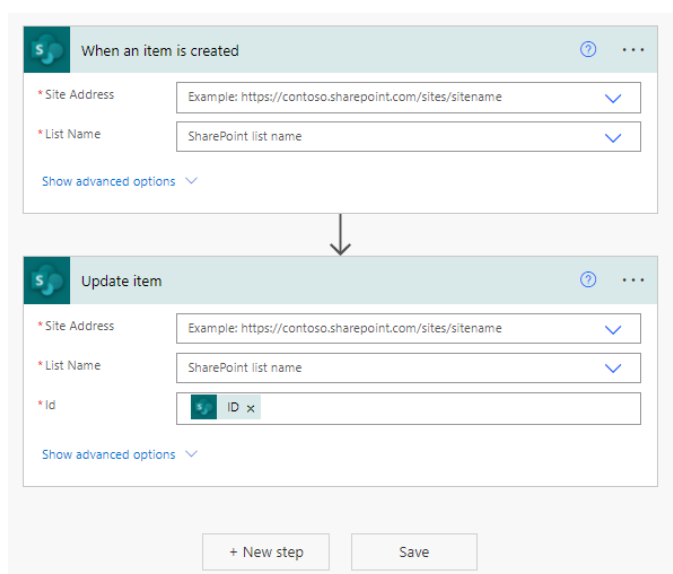 When an item is created
* Site Address
Example: https://contoso.sharepoint.com/sites/sitename
* List Name
SharePoint list name
Show advanced options
Update item
* Site Address
Example: https://contoso.sharepoint.com/sites/sitename
* List Name
SharePoint list name
* Id
ID ×
Show advanced options
+ New step
Save